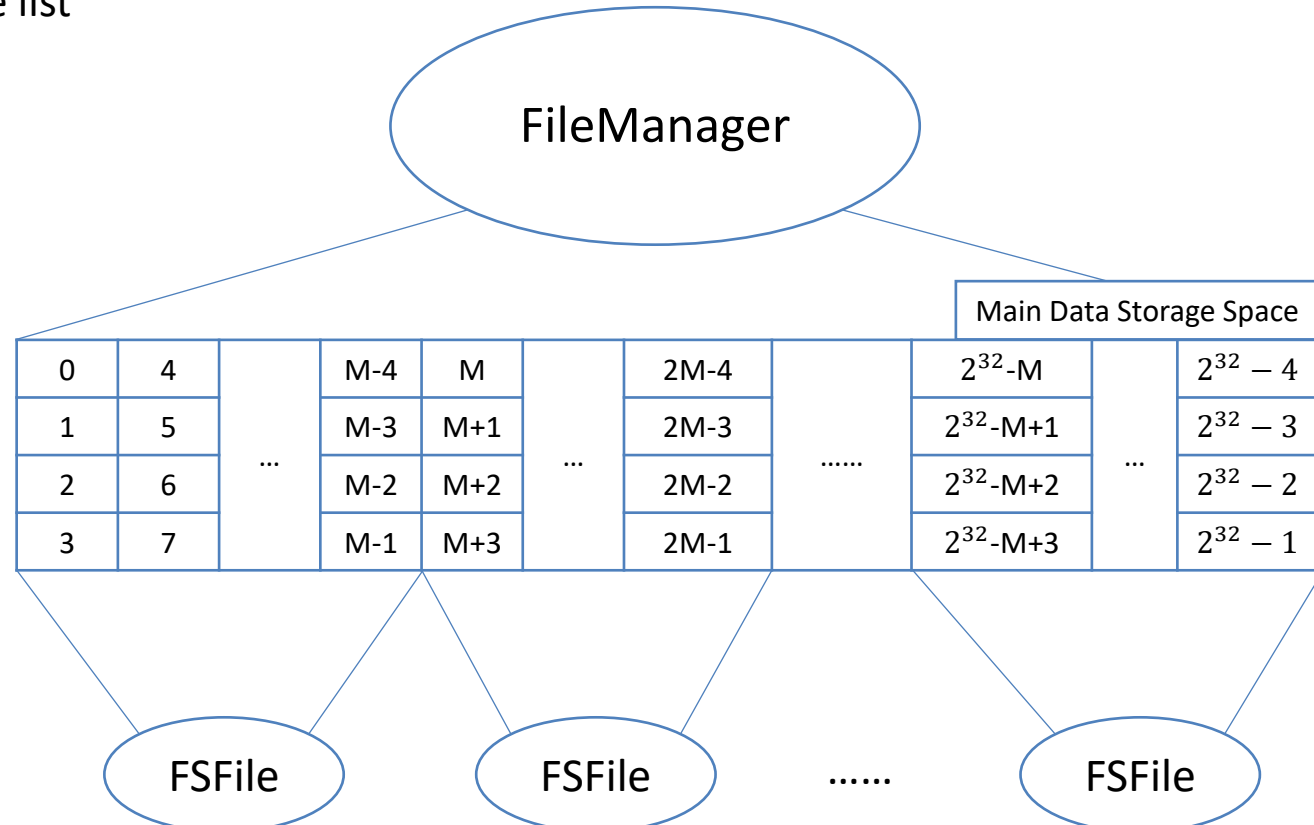 list
FileManager
Main Data Storage Space
0 4 M-4 M 2M-4 2³²-M 2³² − 4
1 5 M-3 M+1 2M-3 2³²-M+1 2³² − 3
... ... ...... ...
2 6 M-2 M+2 2M-2 2³²-M+2 2³² − 2
3 7 M-1 M+3 2M-1 2³²-M+3 2³² − 1
FSFile FSFile ...... FSFile